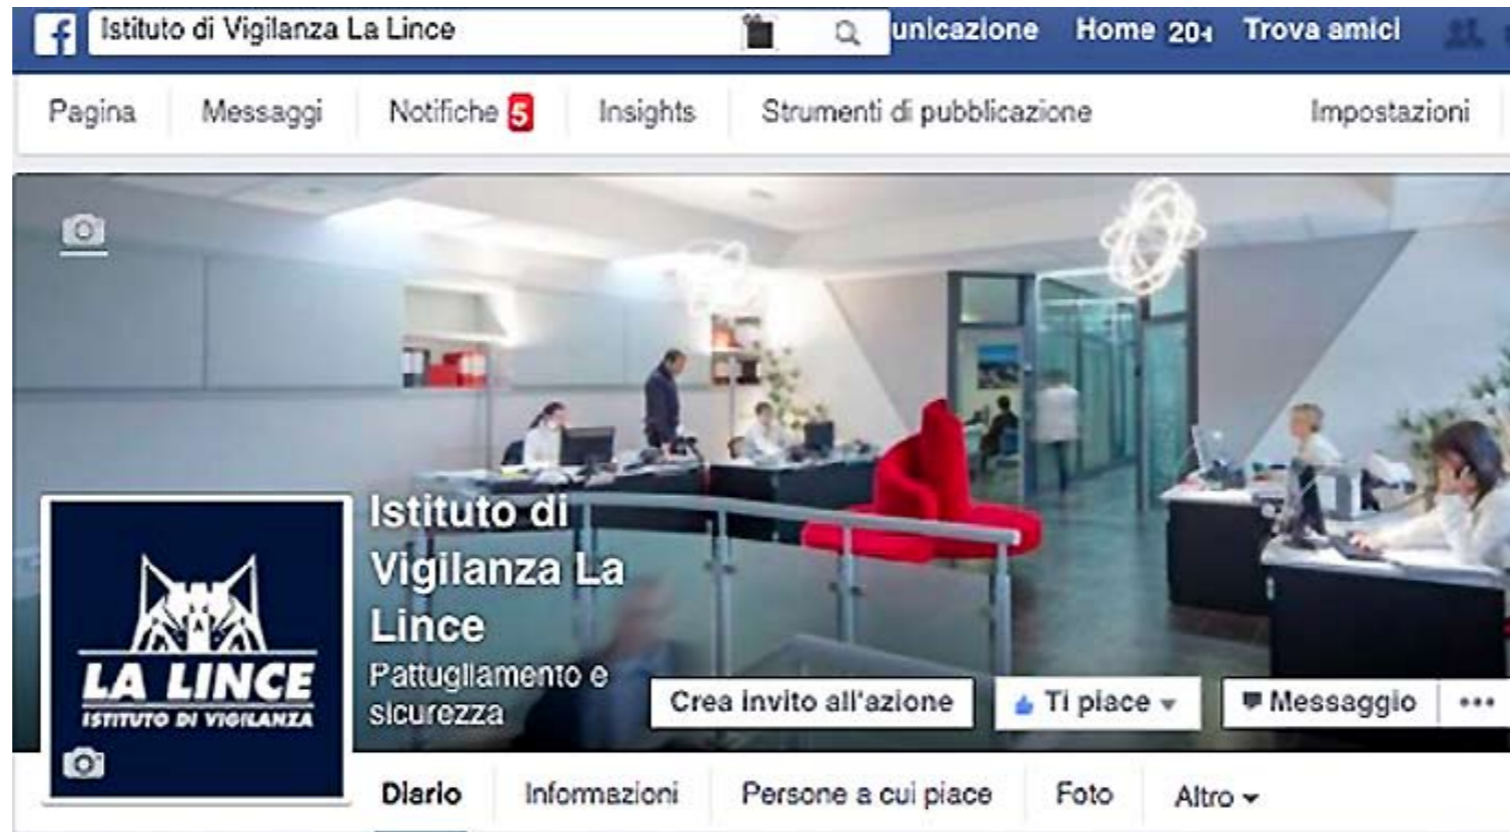 Istituto di Vigilanza La Lince
unicazione Home 20+ Trova amici
Pagina Messaggi Notifiche 5 Insights Strumenti di pubblicazione Impostazioni
Istituto di
Vigilanza La
Lince
Pattugliamento e
sicurezza
LA LINCE
ISTITUTO DI VIGILANZA
Crea invito all'azione Ti piace Messaggio
Diario Informazioni Persone a cui piace Foto Altro